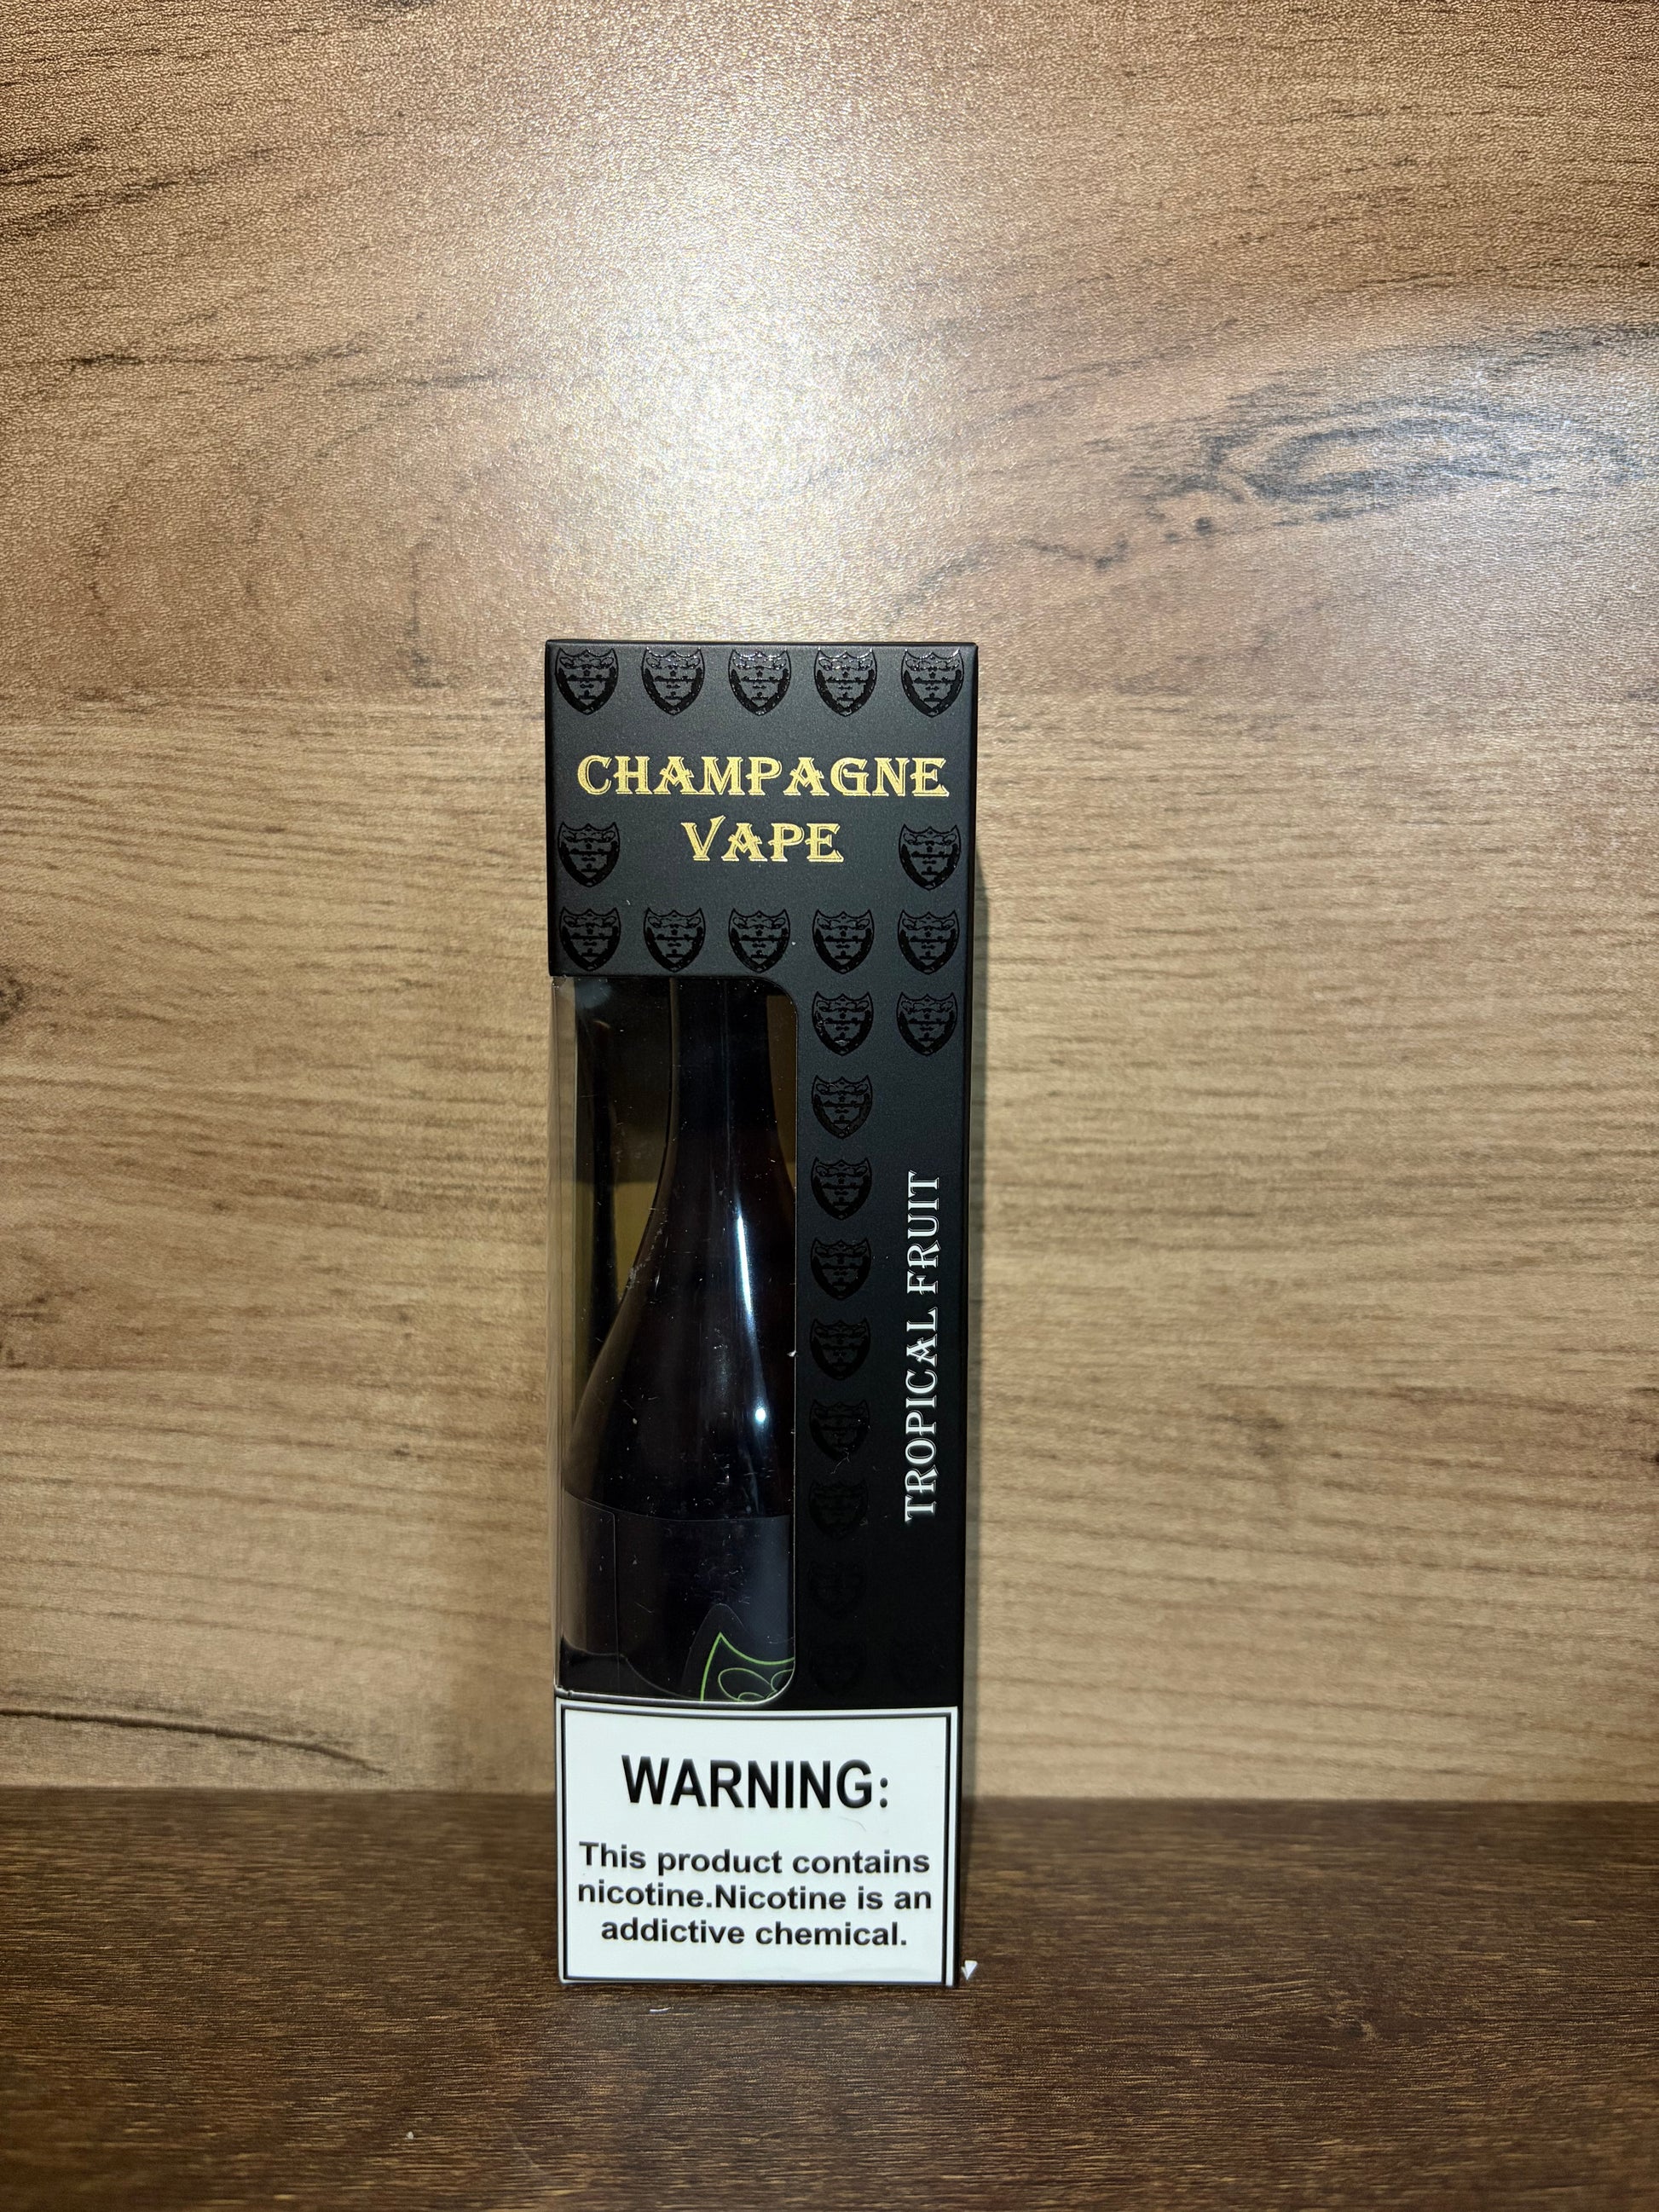 CHAMPAGNE
VAPE
TROPICAL FRUIT
WARNING:
This product contains
nicotine.Nicotine is an
addictive chemical.